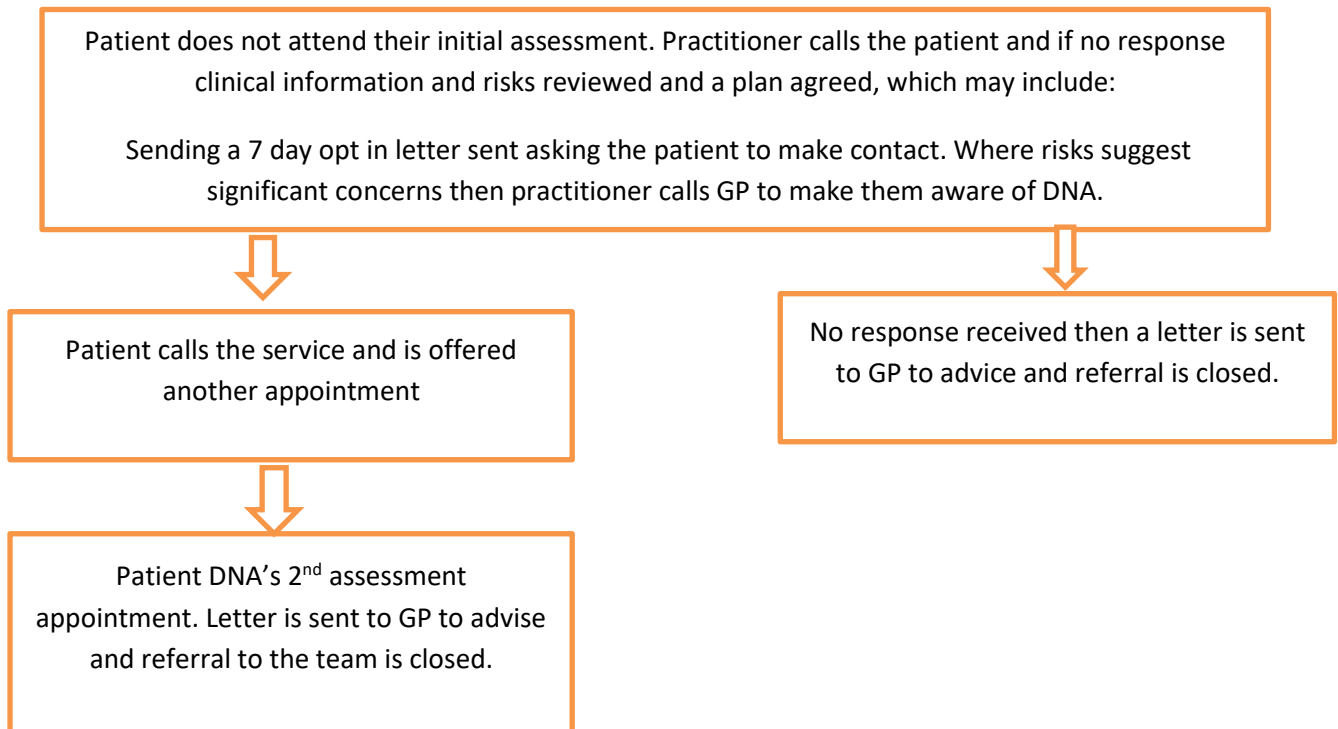 Patient does not attend their initial assessment. Practitioner calls the patient and if no response
clinical information and risks reviewed and a plan agreed, which may include:
Sending a 7 day opt in letter sent asking the patient to make contact. Where risks suggest
significant concerns then practitioner calls GP to make them aware of DNA.
Patient calls the service and is offered
another appointment
No response received then a letter is sent
to GP to advice and referral is closed.
Patient DNA’s 2nd assessment
appointment. Letter is sent to GP to advise
and referral to the team is closed.